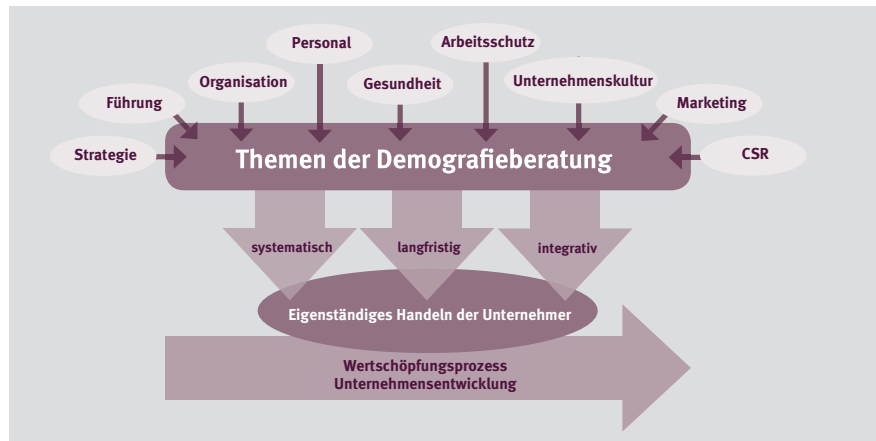 Personal
Arbeitsschutz
Organisation
Gesundheit
Unternehmenskultur
Führung
Marketing
Strategie
Themen der Demografieberatung
CSR
systematisch
langfristig
integrativ
Eigenständiges Handeln der Unternehmer
Wertschöpfungsprozess
Unternehmensentwicklung